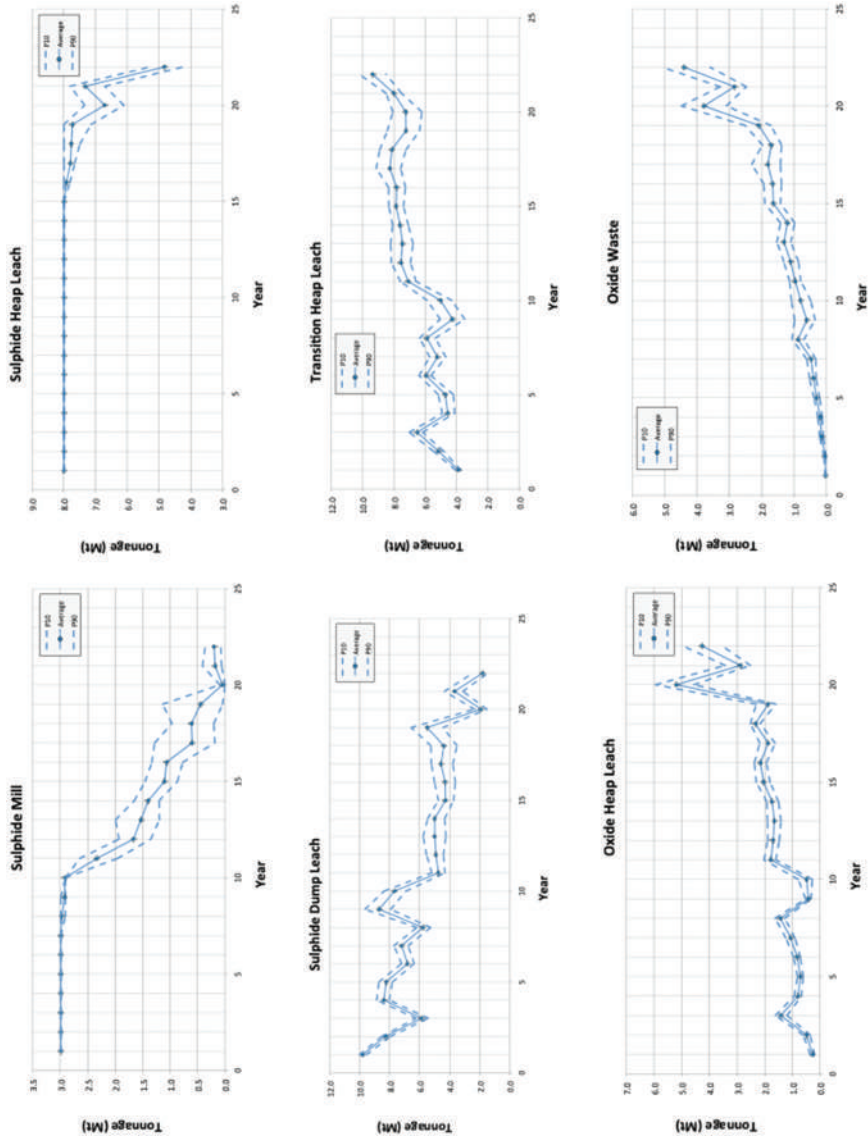 Sulphide Mill
Tonnage (Mt)
3.5
3.0
2.5
2.0
1.5
1.0
0.5
0.0
P10
Average
P90
0 5 10 15 20 25
Year
Sulphide Heap Leach
Tonnage (Mt)
9.0
8.0
7.0
6.0
5.0
4.0
3.0
P10
Average
P90
0 5 10 15 20 25
Year
Sulphide Dump Leach
Tonnage (Mt)
12.0
10.0
8.0
6.0
4.0
2.0
0.0
P10
Average
P90
0 5 10 15 20 25
Year
Transition Heap Leach
Tonnage (Mt)
12.0
10.0
8.0
6.0
4.0
2.0
0.0
P10
Average
P90
0 5 10 15 20 25
Year
Oxide Heap Leach
Tonnage (Mt)
7.0
6.0
5.0
4.0
3.0
2.0
1.0
0.0
P10
Average
P90
0 5 10 15 20 25
Year
Oxide Waste
Tonnage (Mt)
6.0
5.0
4.0
3.0
2.0
1.0
0.0
P10
Average
P90
0 5 10 15 20 25
Year